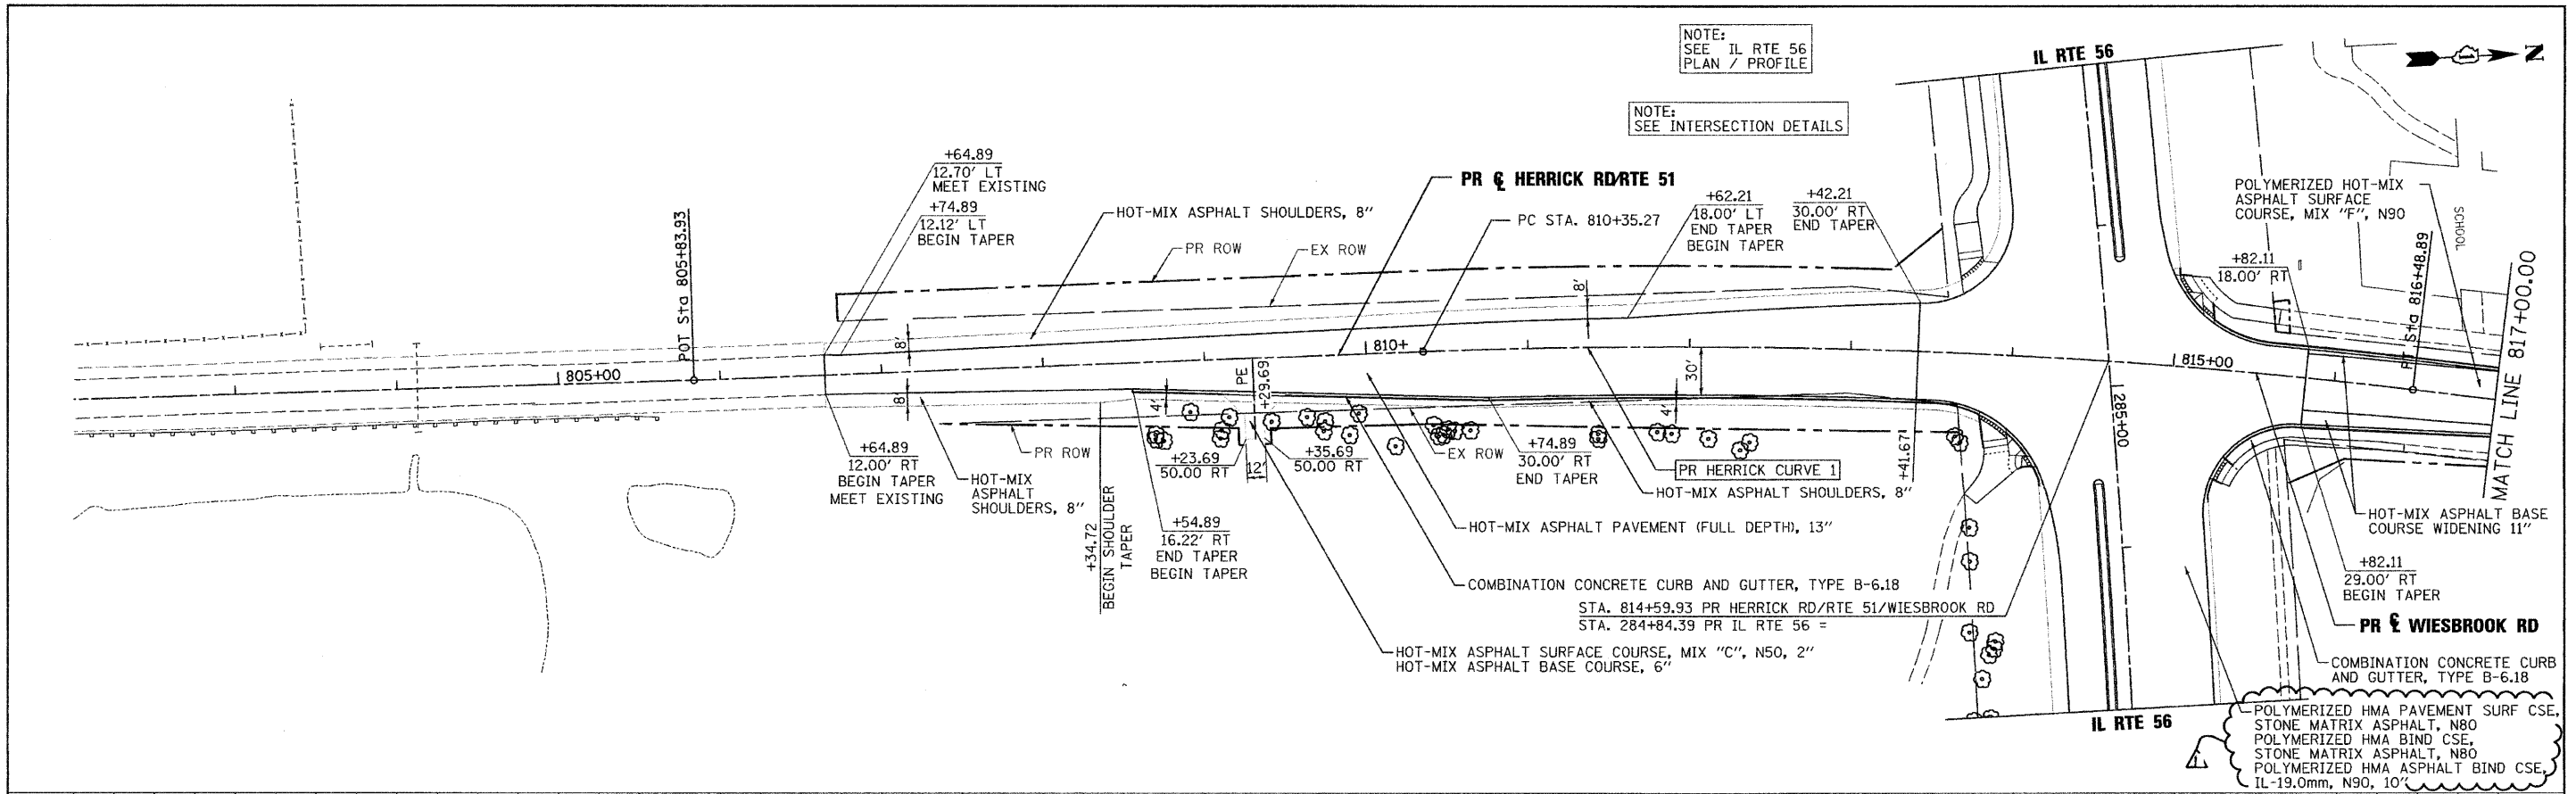 NOTE:
SEE IL RTE 56
PLAN / PROFILE
NOTE:
SEE INTERSECTION DETAILS
IL RTE 56
N
+64.89
12.70' LT
MEET EXISTING
+74.89
12.12' LT
BEGIN TAPER
POT Sta 805+83.93
HOT-MIX ASPHALT SHOULDERS, 8"
PR ROW
EX ROW
PR ℄ HERRICK RD/RTE 51
PC STA. 810+35.27
+62.21
18.00' LT
END TAPER
BEGIN TAPER
+42.21
30.00' RT
END TAPER
POLYMERIZED HOT-MIX
ASPHALT SURFACE
COURSE, MIX "F", N90
SCHOOL
+82.11
18.00' RT
PT Sta 816+48.89
MATCH LINE 817+00.00
805+00
810+
815+00
285+00
8'
8'
8'
30'
4'
4'
PE
+29.69
+64.89
12.00' RT
BEGIN TAPER
MEET EXISTING
PR ROW
HOT-MIX
ASPHALT
SHOULDERS, 8"
+34.72
BEGIN SHOULDER
TAPER
+54.89
16.22' RT
END TAPER
BEGIN TAPER
+23.69
50.00 RT
12'
+35.69
50.00 RT
EX ROW
+74.89
30.00' RT
END TAPER
PR HERRICK CURVE 1
HOT-MIX ASPHALT SHOULDERS, 8"
+41.67
HOT-MIX ASPHALT PAVEMENT (FULL DEPTH), 13"
COMBINATION CONCRETE CURB AND GUTTER, TYPE B-6.18
STA. 814+59.93 PR HERRICK RD/RTE 51/WIESBROOK RD
STA. 284+84.39 PR IL RTE 56 =
HOT-MIX ASPHALT SURFACE COURSE, MIX "C", N50, 2"
HOT-MIX ASPHALT BASE COURSE, 6"
HOT-MIX ASPHALT BASE
COURSE WIDENING 11"
+82.11
29.00' RT
BEGIN TAPER
PR ℄ WIESBROOK RD
COMBINATION CONCRETE CURB
AND GUTTER, TYPE B-6.18
IL RTE 56
POLYMERIZED HMA PAVEMENT SURF CSE,
STONE MATRIX ASPHALT, N80
POLYMERIZED HMA BIND CSE,
STONE MATRIX ASPHALT, N80
POLYMERIZED HMA ASPHALT BIND CSE,
IL-19.0mm, N90, 10"